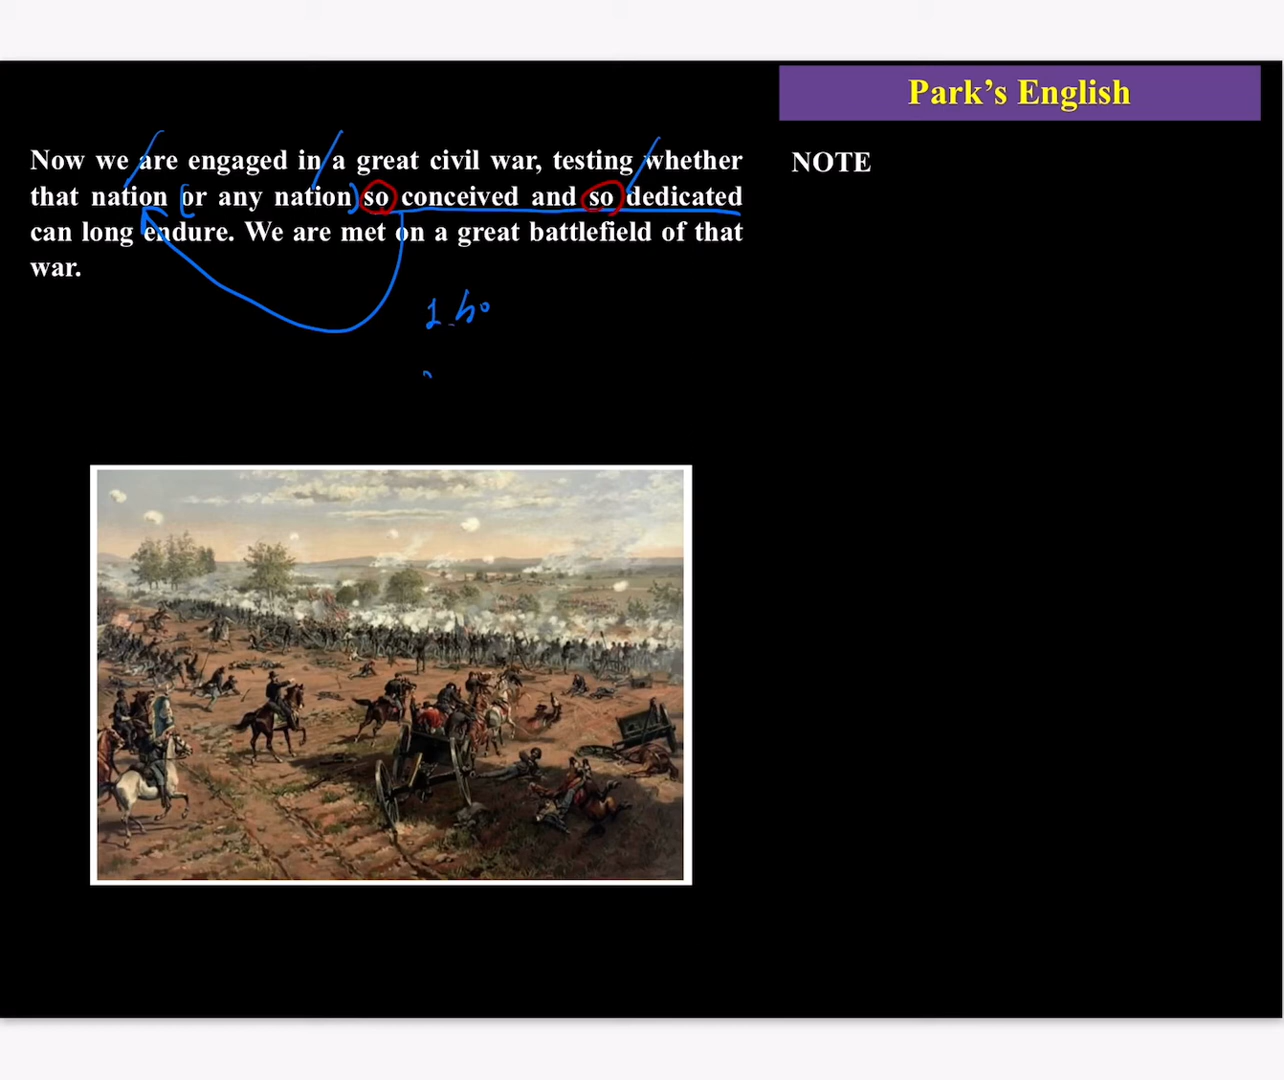 Park's English
Now we are engaged in a great civil war, testing whether
that nation (or any nation) so conceived and so dedicated
can long endure. We are met on a great battlefield of that
war.
NOTE